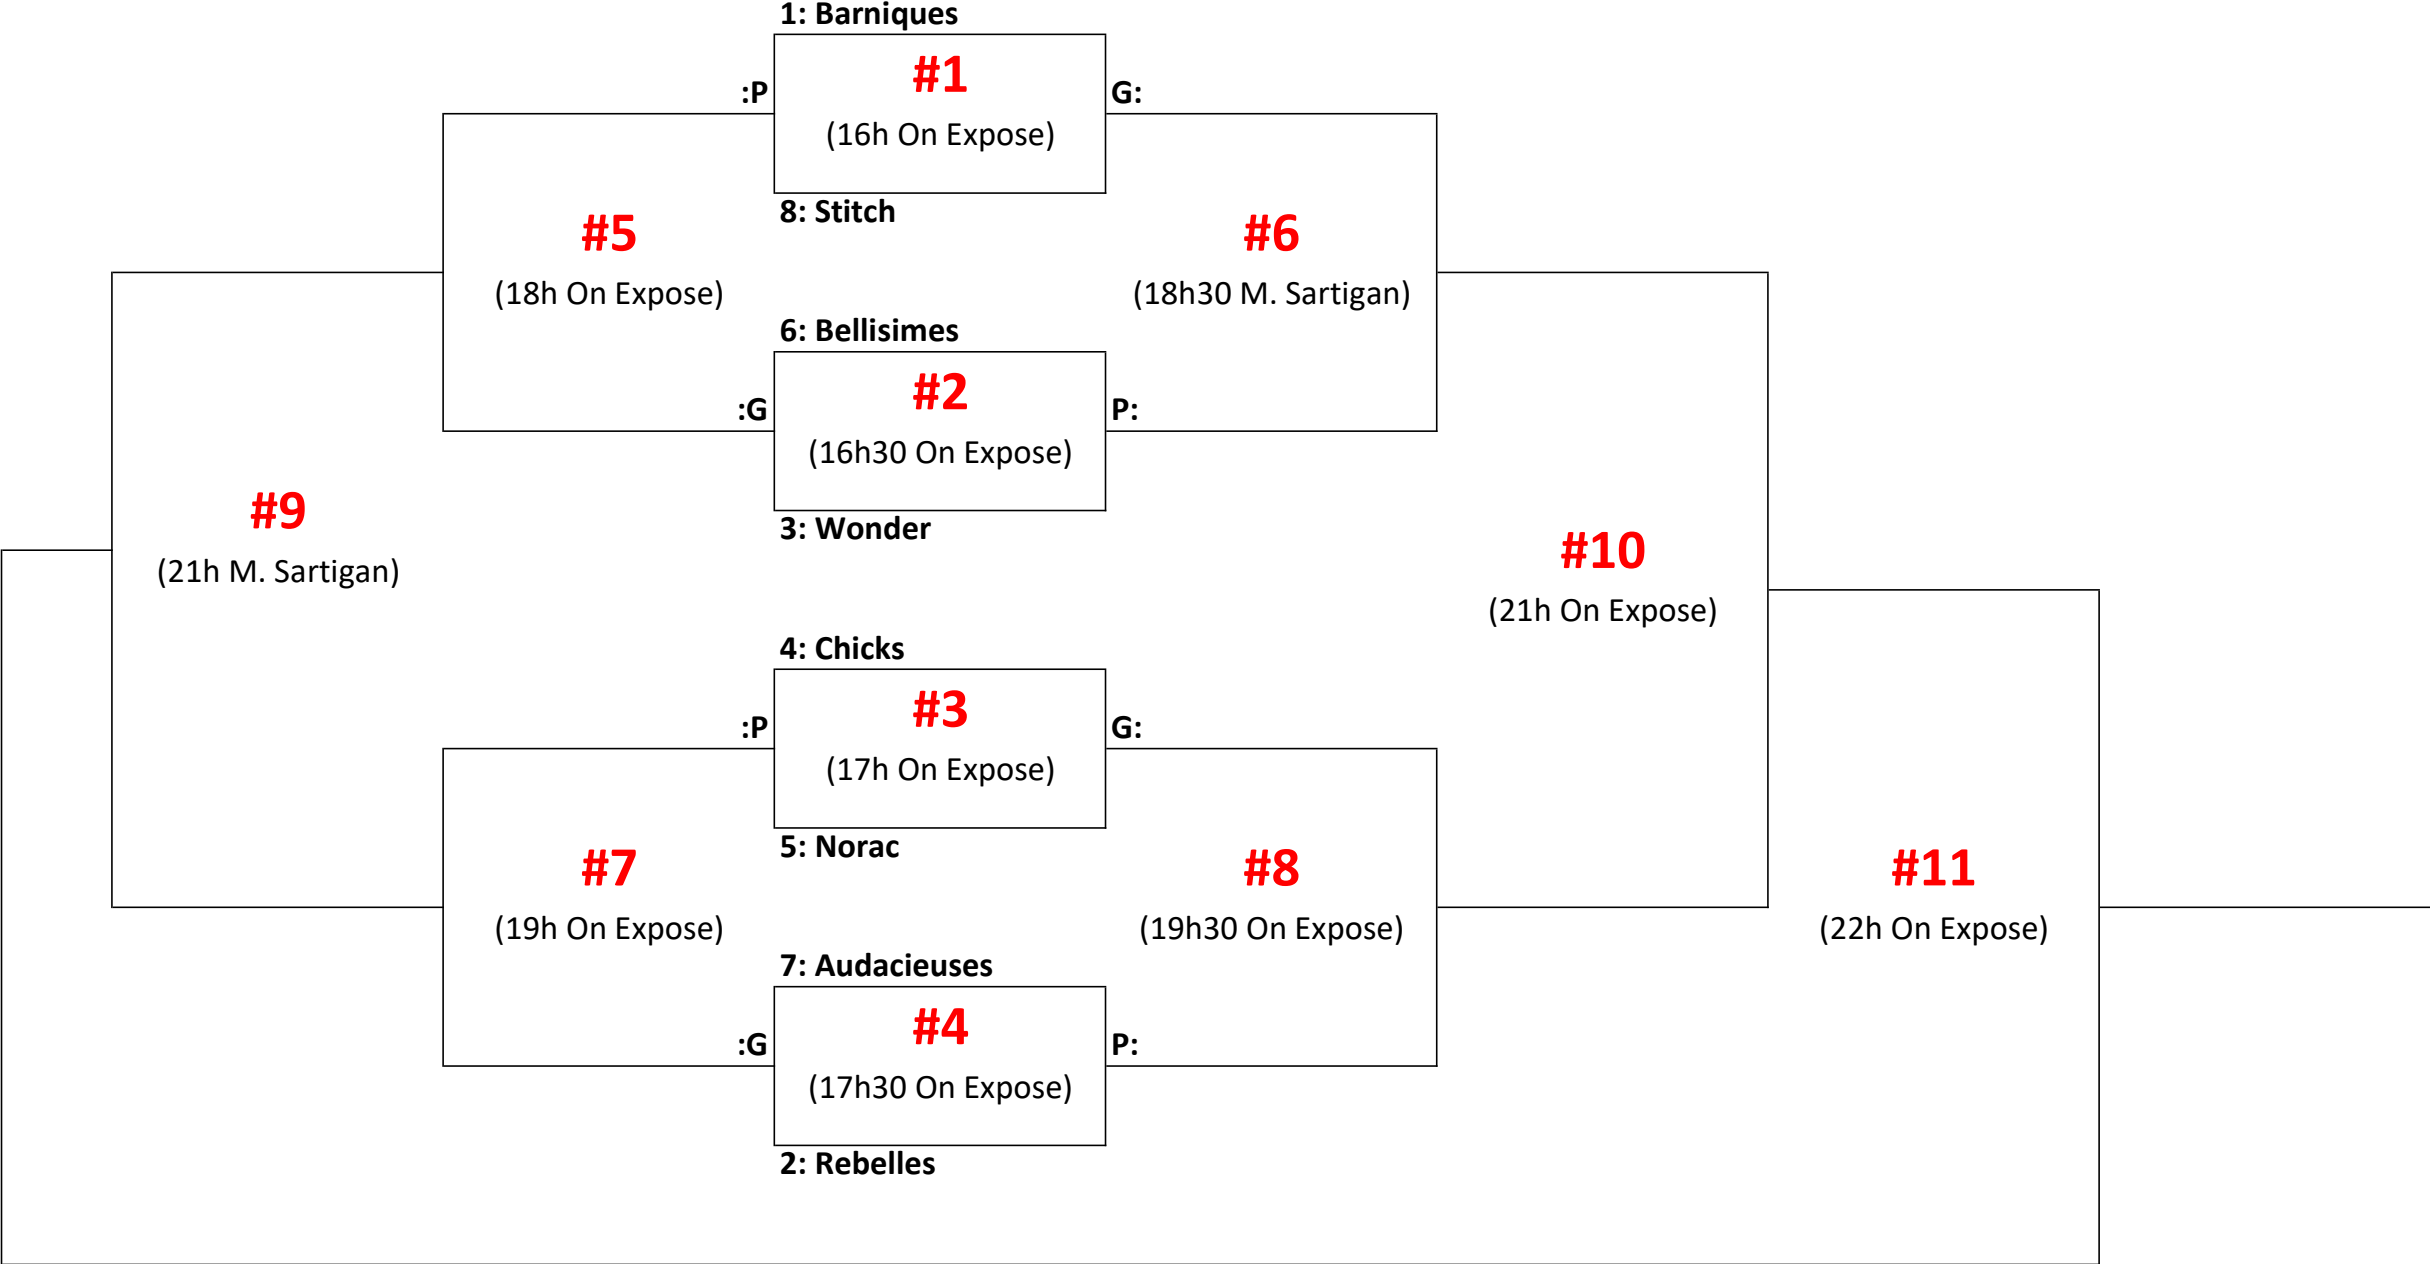 1: Barniques
#1
:P
G:
(16h On Expose)
8: Stitch
#5
#6
(18h On Expose)
(18h30 M. Sartigan)
6: Bellisimes
#2
:G
P:
(16h30 On Expose)
#9
3: Wonder
#10
(21h M. Sartigan)
(21h On Expose)
4: Chicks
#3
:P
G:
(17h On Expose)
5: Norac
#7
#8
#11
(19h On Expose)
(19h30 On Expose)
(22h On Expose)
7: Audacieuses
#4
:G
P:
(17h30 On Expose)
2: Rebelles